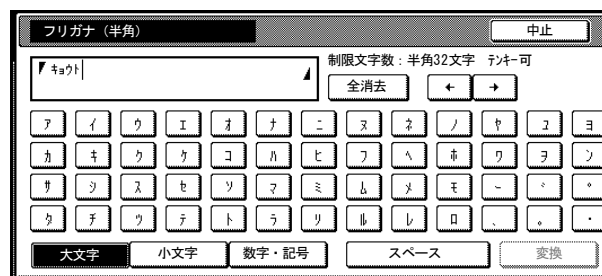 フリガナ（半角） 中止
ｷｮｳﾄ 制限文字数：半角32文字 ﾃﾝｷｰ可
全消去 ← →
ｱ ｲ ｳ ｴ ｵ ﾅ ﾆ ﾇ ﾈ ﾉ ﾔ ﾕ ﾖ
ｶ ｷ ｸ ｹ ｺ ﾊ ﾋ ﾌ ﾍ ﾎ ﾜ ｦ ﾝ
ｻ ｼ ｽ ｾ ｿ ﾏ ﾐ ﾑ ﾒ ﾓ ｰ ﾞ ﾟ
ﾀ ﾁ ﾂ ﾃ ﾄ ﾗ ﾘ ﾙ ﾚ ﾛ ､ ｡ ･
大文字 小文字 数字・記号 スペース 変換